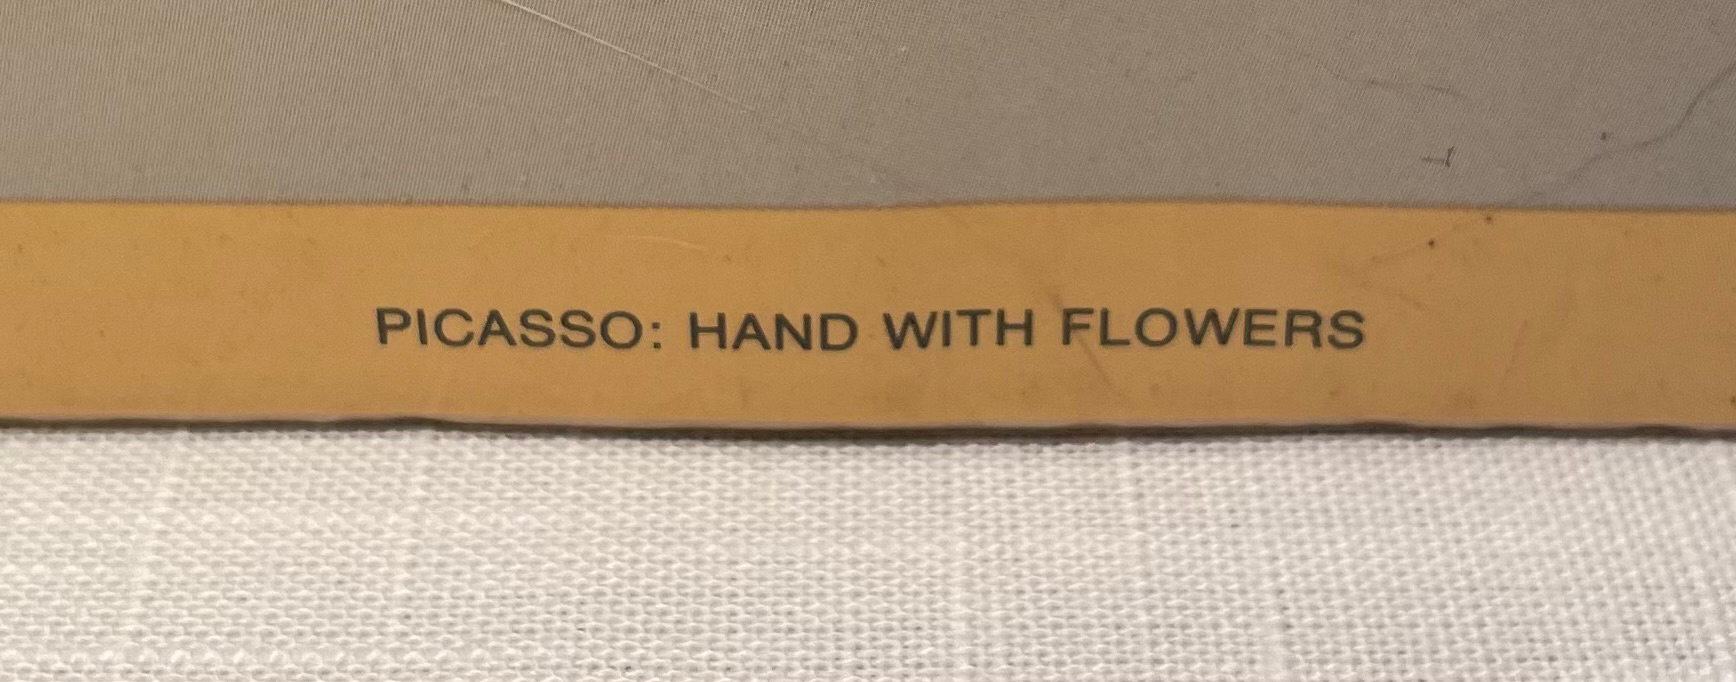 PICASSO: HAND WITH FLOWERS